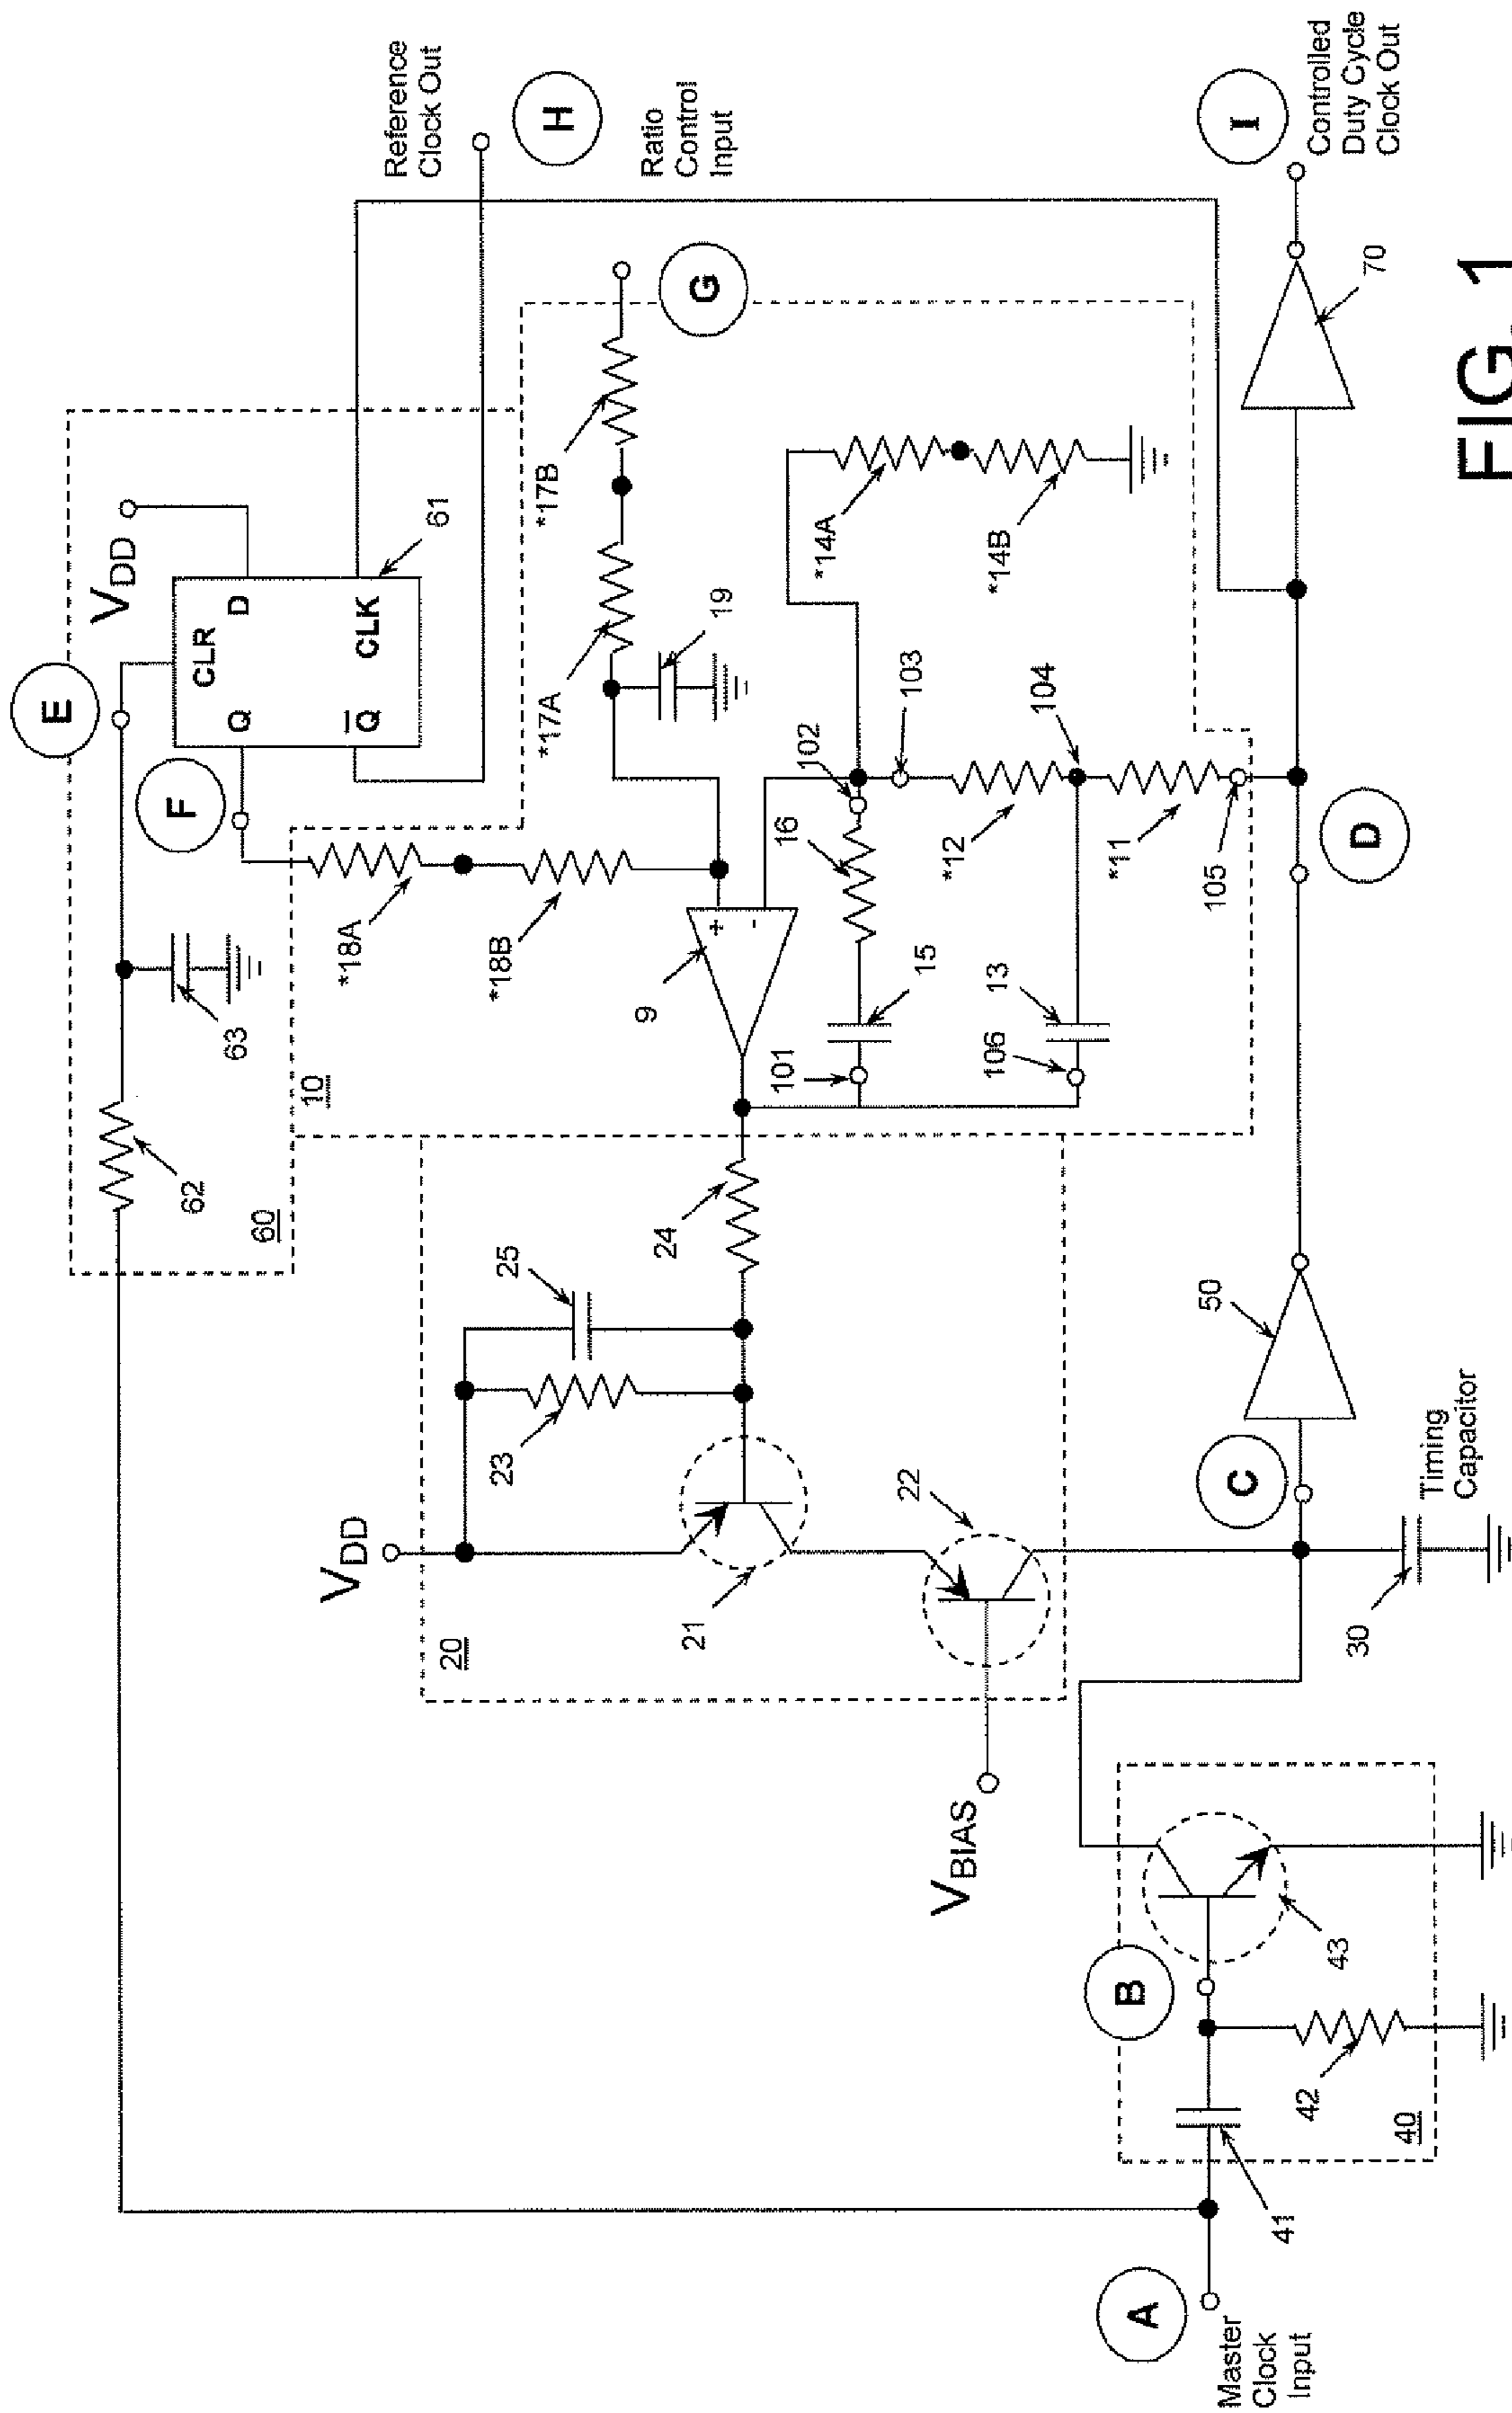 E
VDD
CLR
Q
D
Q
CLK
61
F
62
63
60
*18A
*18B
10
9
*17A
*17B
19
G
Reference
Clock Out
H
Ratio
Control
Input
VDD
23
25
24
21
22
20
VBIAS
101
15
16
102
103
*14A
*14B
106
13
*12
104
*11
105
D
A
Master
Clock
Input
41
42
40
B
43
C
30
Timing
Capacitor
50
70
I
Controlled
Duty Cycle
Clock Out
FIG. 1